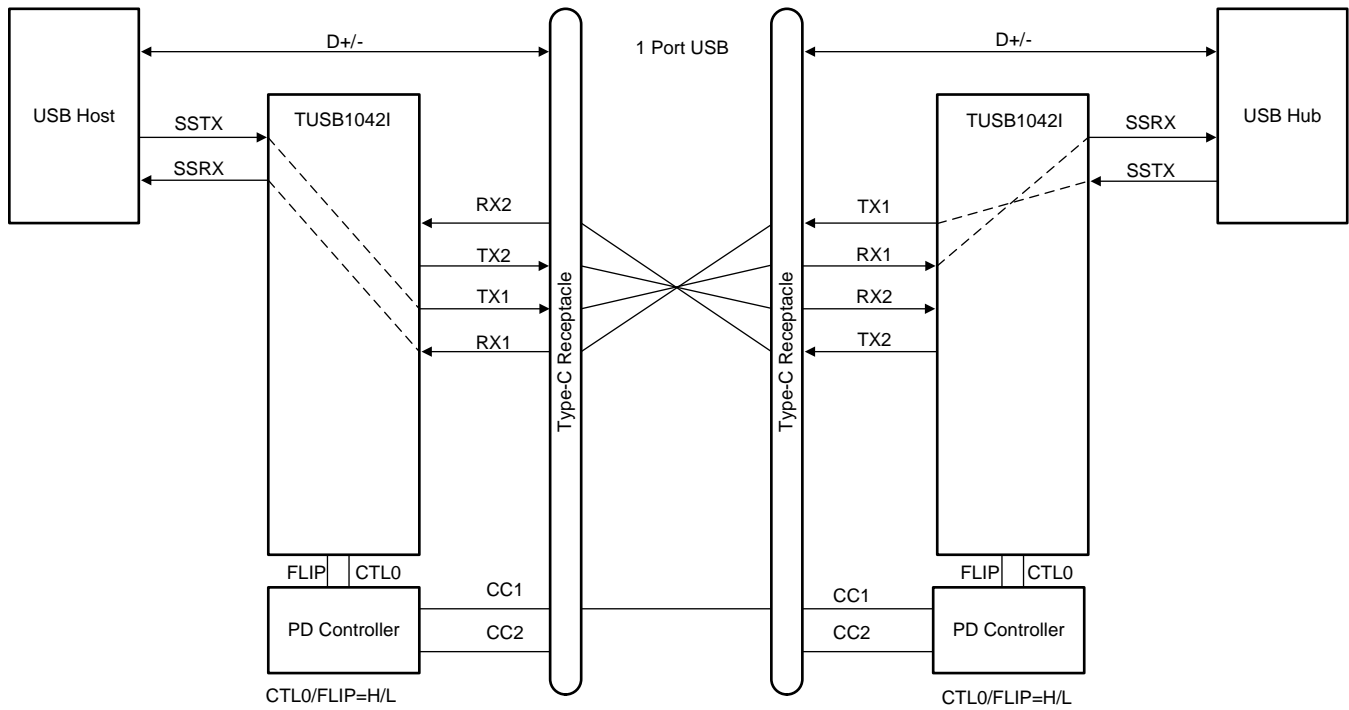 D+/-
1 Port USB
D+/-
USB Host
TUSB1042I
TUSB1042I
USB Hub
SSTX
SSRX
SSRX
SSTX
RX2
TX2
TX1
RX1
Type-C Receptacle
Type-C Receptacle
TX1
RX1
RX2
TX2
FLIP
CTL0
FLIP
CTL0
PD Controller
CC1
CC2
CC1
CC2
PD Controller
CTL0/FLIP=H/L
CTL0/FLIP=H/L